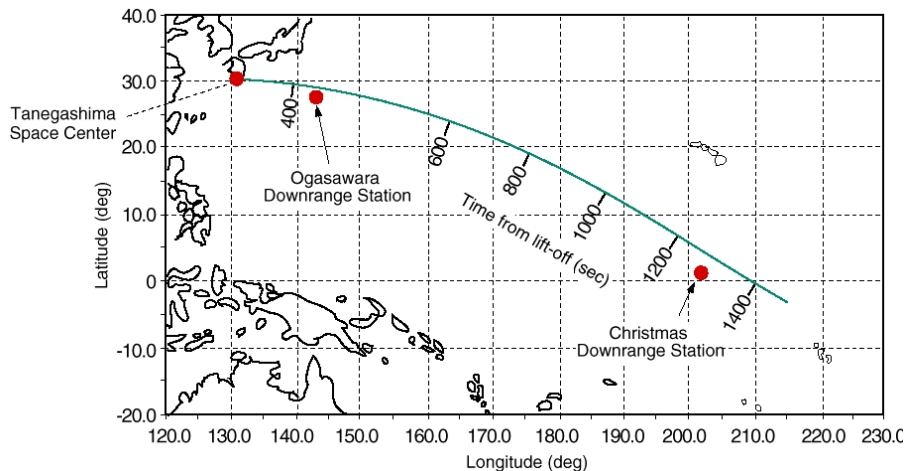 40.0
30.0
20.0
10.0
0
-10.0
-20.0
Latitude (deg)
Tanegashima
Space Center
Ogasawara
Downrange Station
400
600
800
1000
1200
1400
Time from lift-off (sec)
Christmas
Downrange Station
120.0 130.0 140.0 150.0 160.0 170.0 180.0 190.0 200.0 210.0 220.0 230.0
Longitude (deg)